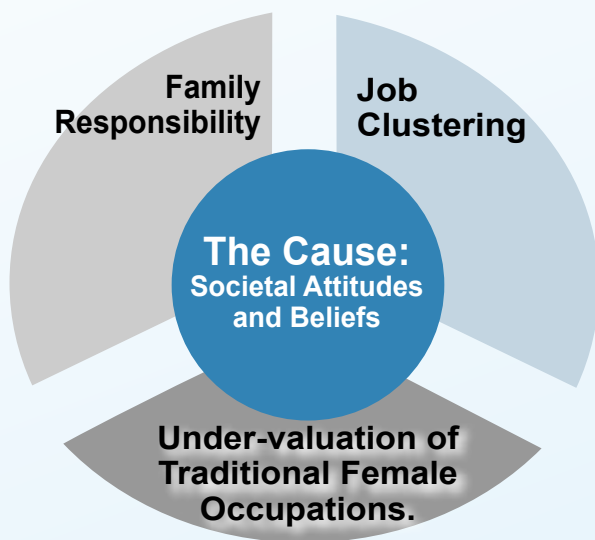 Family
Responsibility
Job
Clustering
The Cause:
Societal Attitudes
and Beliefs
Under-valuation of
Traditional Female
Occupations.